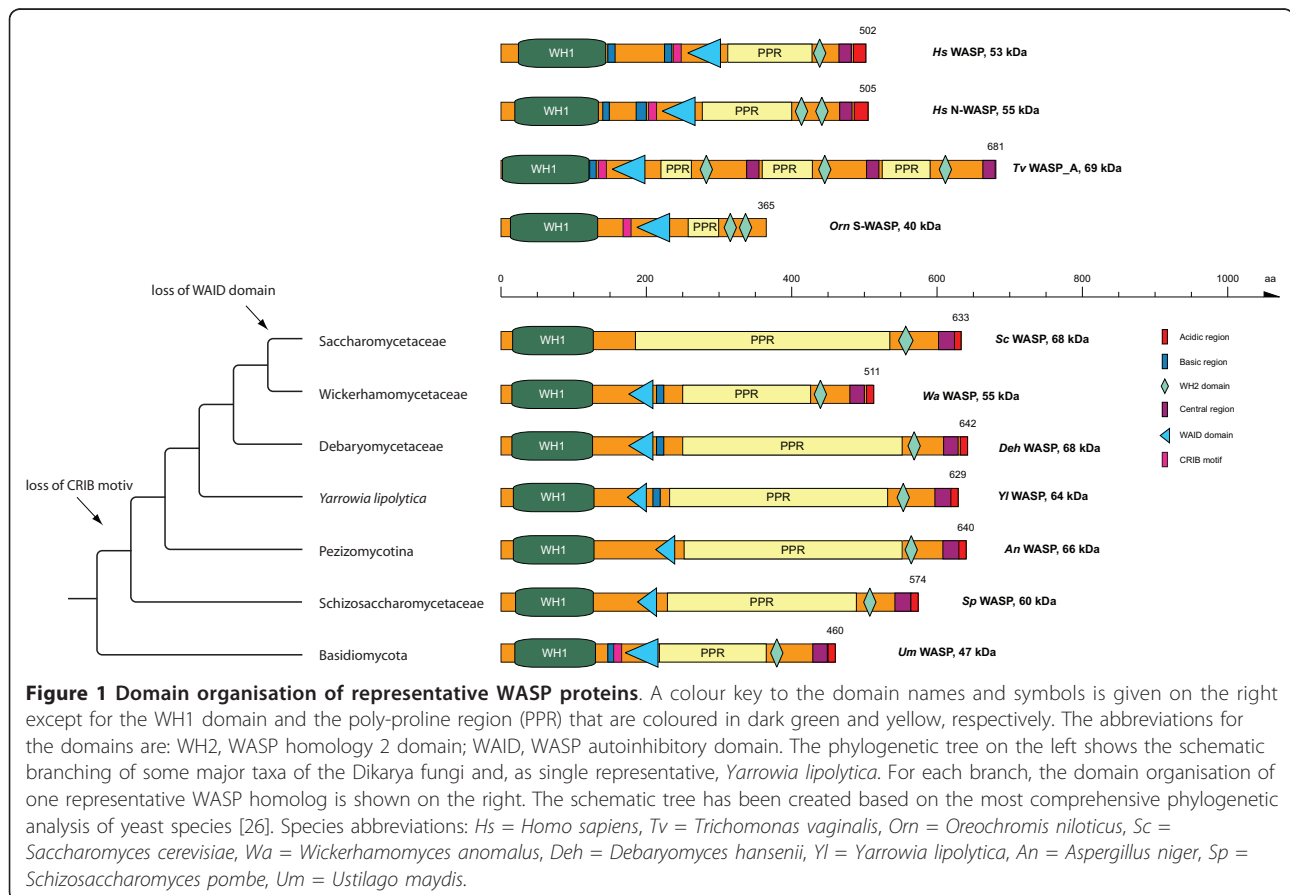 502
WH1 PPR Hs WASP, 53 kDa
505
WH1 PPR Hs N-WASP, 55 kDa
681
WH1 PPR PPR PPR Tv WASP_A, 69 kDa
365
WH1 PPR Orn S-WASP, 40 kDa
0 200 400 600 800 1000 aa
loss of WAID domain
633
Saccharomycetaceae WH1 PPR Sc WASP, 68 kDa
511
Wickerhamomycetaceae WH1 PPR Wa WASP, 55 kDa
642
Debaryomycetaceae WH1 PPR Deh WASP, 68 kDa
loss of CRIB motiv
629
Yarrowia lipolytica WH1 PPR Yl WASP, 64 kDa
640
Pezizomycotina WH1 PPR An WASP, 66 kDa
574
Schizosaccharomycetaceae WH1 PPR Sp WASP, 60 kDa
460
Basidiomycota WH1 PPR Um WASP, 47 kDa
Acidic region
Basic region
WH2 domain
Central region
WAID domain
CRIB motif
Figure 1 Domain organisation of representative WASP proteins. A colour key to the domain names and symbols is given on the right
except for the WH1 domain and the poly-proline region (PPR) that are coloured in dark green and yellow, respectively. The abbreviations for
the domains are: WH2, WASP homology 2 domain; WAID, WASP autoinhibitory domain. The phylogenetic tree on the left shows the schematic
branching of some major taxa of the Dikarya fungi and, as single representative, Yarrowia lipolytica. For each branch, the domain organisation of
one representative WASP homolog is shown on the right. The schematic tree has been created based on the most comprehensive phylogenetic
analysis of yeast species [26]. Species abbreviations: Hs = Homo sapiens, Tv = Trichomonas vaginalis, Orn = Oreochromis niloticus, Sc =
Saccharomyces cerevisiae, Wa = Wickerhamomyces anomalus, Deh = Debaryomyces hansenii, Yl = Yarrowia lipolytica, An = Aspergillus niger, Sp =
Schizosaccharomyces pombe, Um = Ustilago maydis.